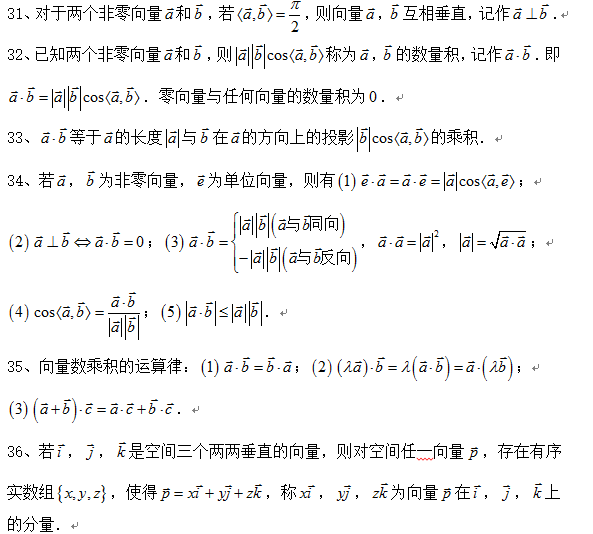 31、对于两个非零向量 $\vec{a}$ 和 $\vec{b}$，若 $\langle\vec{a},\vec{b}\rangle=\frac{\pi}{2}$，则向量 $\vec{a}$，$\vec{b}$ 互相垂直，记作 $\vec{a}\perp\vec{b}$．
32、已知两个非零向量 $\vec{a}$ 和 $\vec{b}$，则 $|\vec{a}||\vec{b}|\cos\langle\vec{a},\vec{b}\rangle$ 称为 $\vec{a}$，$\vec{b}$ 的数量积，记作 $\vec{a}\cdot\vec{b}$．即
$\vec{a}\cdot\vec{b}=|\vec{a}||\vec{b}|\cos\langle\vec{a},\vec{b}\rangle$．零向量与任何向量的数量积为 $0$．
33、$\vec{a}\cdot\vec{b}$ 等于 $\vec{a}$ 的长度 $|\vec{a}|$ 与 $\vec{b}$ 在 $\vec{a}$ 的方向上的投影 $|\vec{b}|\cos\langle\vec{a},\vec{b}\rangle$ 的乘积．
34、若 $\vec{a}$，$\vec{b}$ 为非零向量，$\vec{e}$ 为单位向量，则有 $(1)\ \vec{e}\cdot\vec{a}=\vec{a}\cdot\vec{e}=|\vec{a}|\cos\langle\vec{a},\vec{e}\rangle$；
$(2)\ \vec{a}\perp\vec{b}\Leftrightarrow\vec{a}\cdot\vec{b}=0$；$(3)\ \vec{a}\cdot\vec{b}=\begin{cases}|\vec{a}||\vec{b}|(\vec{a}与\vec{b}同向)\\-|\vec{a}||\vec{b}|(\vec{a}与\vec{b}反向)\end{cases}$，$\vec{a}\cdot\vec{a}=|\vec{a}|^2$，$|\vec{a}|=\sqrt{\vec{a}\cdot\vec{a}}$；
$(4)\ \cos\langle\vec{a},\vec{b}\rangle=\frac{\vec{a}\cdot\vec{b}}{|\vec{a}||\vec{b}|}$；$(5)\ |\vec{a}\cdot\vec{b}|\leq|\vec{a}||\vec{b}|$．
35、向量数乘积的运算律：$(1)\ \vec{a}\cdot\vec{b}=\vec{b}\cdot\vec{a}$；$(2)\ (\lambda\vec{a})\cdot\vec{b}=\lambda(\vec{a}\cdot\vec{b})=\vec{a}\cdot(\lambda\vec{b})$；
$(3)\ (\vec{a}+\vec{b})\cdot\vec{c}=\vec{a}\cdot\vec{c}+\vec{b}\cdot\vec{c}$．
36、若 $\vec{i}$，$\vec{j}$，$\vec{k}$ 是空间三个两两垂直的向量，则对空间任一向量 $\vec{p}$，存在有序
实数组 $\{x,y,z\}$，使得 $\vec{p}=x\vec{i}+y\vec{j}+z\vec{k}$，称 $x\vec{i}$，$y\vec{j}$，$z\vec{k}$ 为向量 $\vec{p}$ 在 $\vec{i}$，$\vec{j}$，$\vec{k}$ 上
的分量．